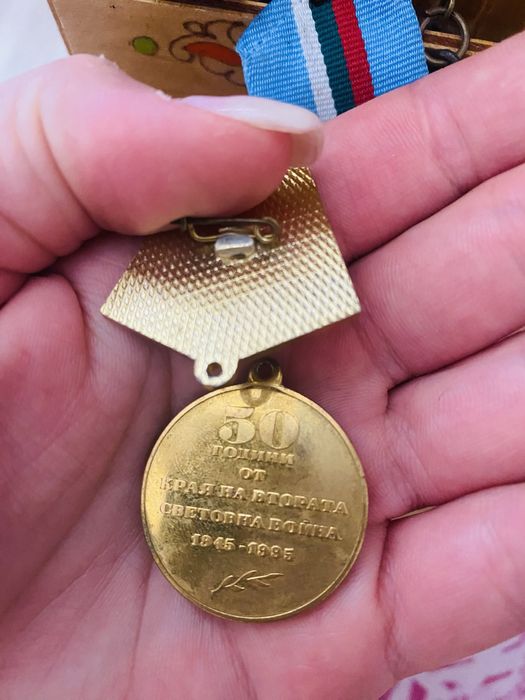 50
ГОДИНИ
ОТ
КРАЯ НА ВТОРАТА
СВЕТОВНА ВОЙНА
1945-1995